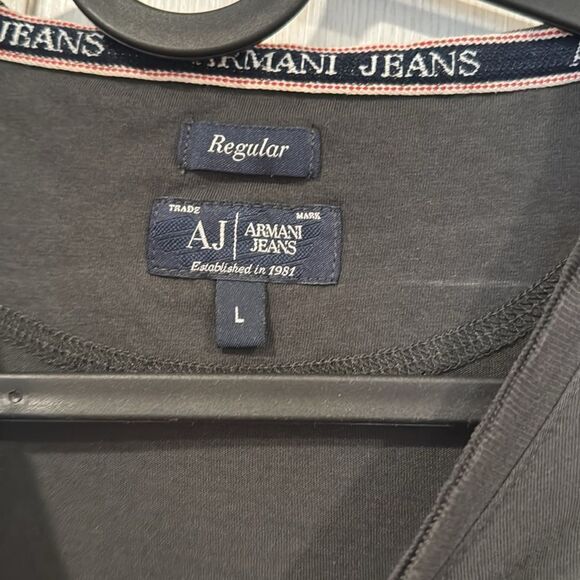 JEANS ARMANI JEANS
Regular
TRADE MARK
AJ ARMANI JEANS
Established in 1981
L